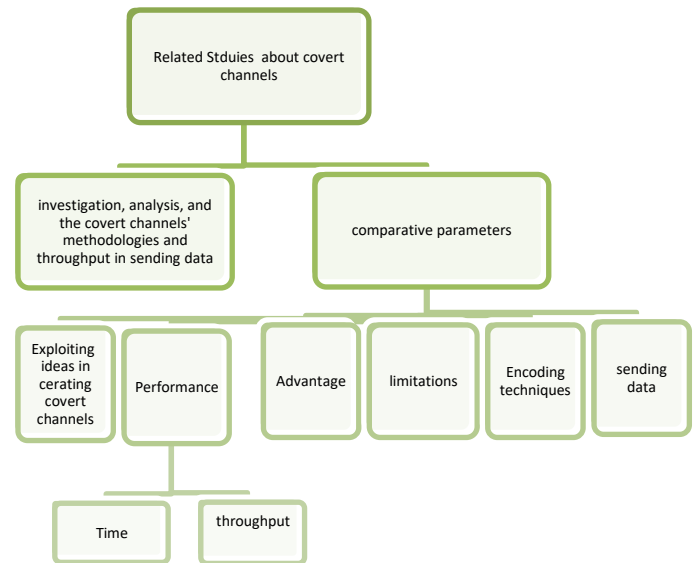 Related Stduies about covert
channels
investigation, analysis, and
the covert channels'
methodologies and
throughput in sending data
comparative parameters
Exploiting
ideas in
cerating
covert
channels
Performance
Advantage
limitations
Encoding
techniques
sending
data
Time
throughput